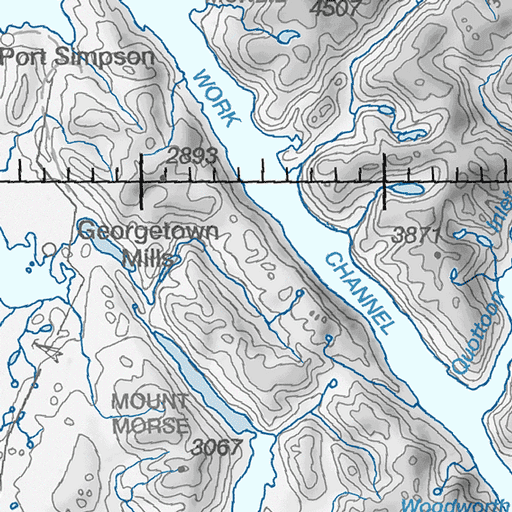 4507
Port Simpson
WORK
2893
Georgetown
Mills
3871
Inlet
CHANNEL
Quottoon
MOUNT
MORSE
3067
Woodworth